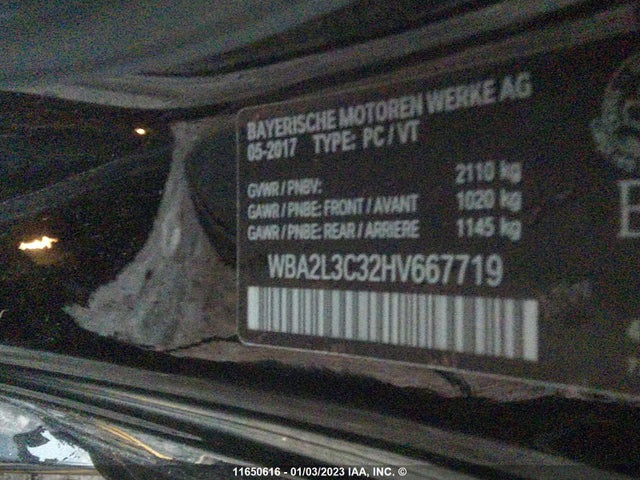 BAYERISCHE MOTOREN WERKE AG
05-2017 TYPE: PC / VT
GVWR / PNBV: 2110 kg
GAWR / PNBE: FRONT / AVANT 1020 kg
GAWR / PNBE: REAR / ARRIÈRE 1145 kg
WBA2L3C32HV667719
11650616 - 01/03/2023 IAA, INC. ©